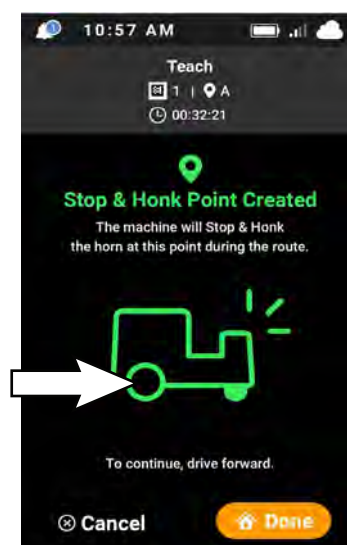 10:57 AM
Teach
1 | A
00:32:21
Stop & Honk Point Created
The machine will Stop & Honk
the horn at this point during the route.
To continue, drive forward.
Cancel
Done